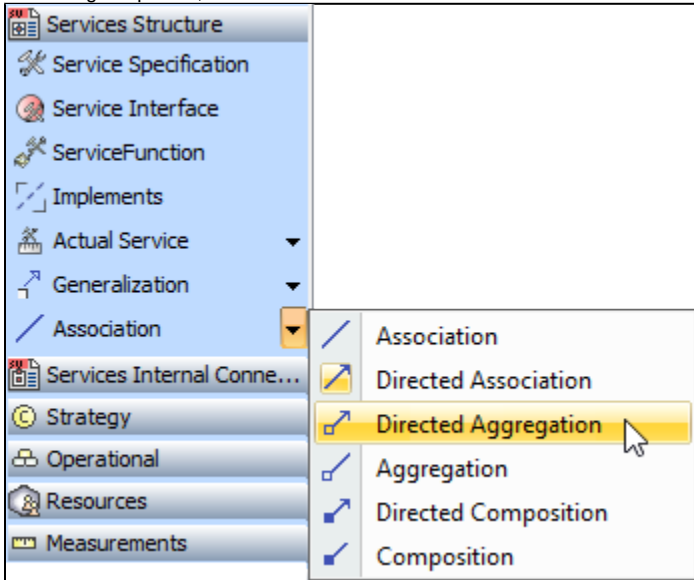 Services Structure
Service Specification
Service Interface
ServiceFunction
Implements
Actual Service
Generalization
Association
Services Internal Conne...
Strategy
Operational
Resources
Measurements
Association
Directed Association
Directed Aggregation
Aggregation
Directed Composition
Composition